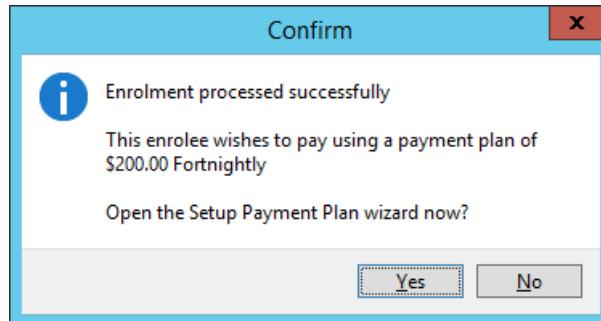 Confirm
x
i
Enrolment processed successfully
This enrolee wishes to pay using a payment plan of
$200.00 Fortnightly
Open the Setup Payment Plan wizard now?
Yes
No